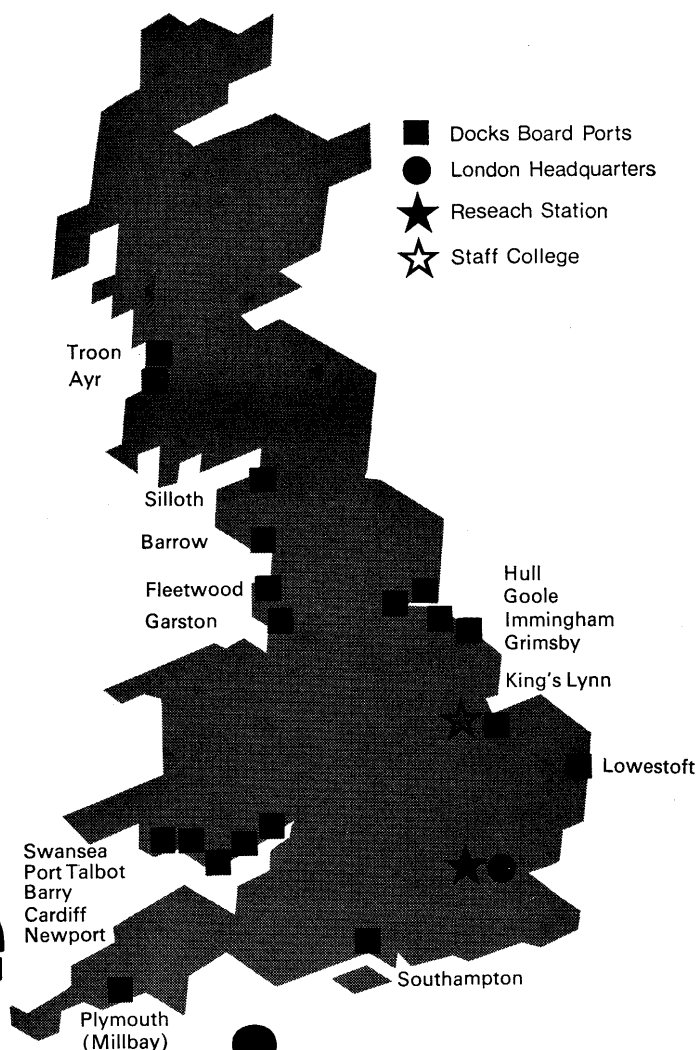 Docks Board Ports
London Headquarters
Reseach Station
Staff College
Troon
Ayr
Silloth
Barrow
Fleetwood
Garston
Hull
Goole
Immingham
Grimsby
King's Lynn
Lowestoft
Swansea
Port Talbot
Barry
Cardiff
Newport
Southampton
Plymouth
(Millbay)